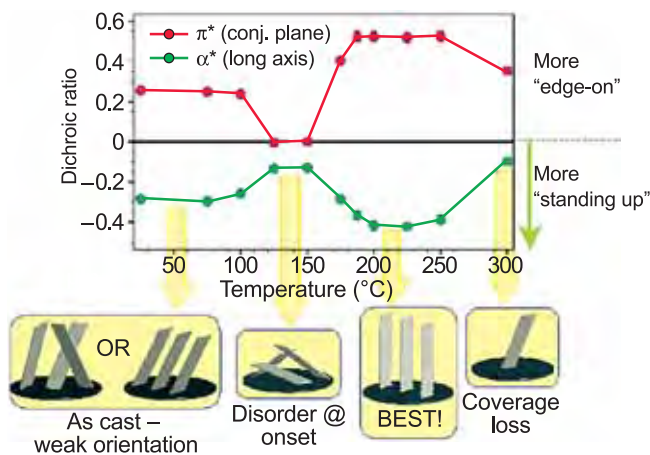 0.6
0.4
0.2
0
−0.2
−0.4
Dichroic ratio
π* (conj. plane)
α* (long axis)
More
“edge-on”
More
“standing up”
50
100
150
200
250
300
Temperature (°C)
OR
As cast –
weak orientation
Disorder @
onset
BEST!
Coverage
loss